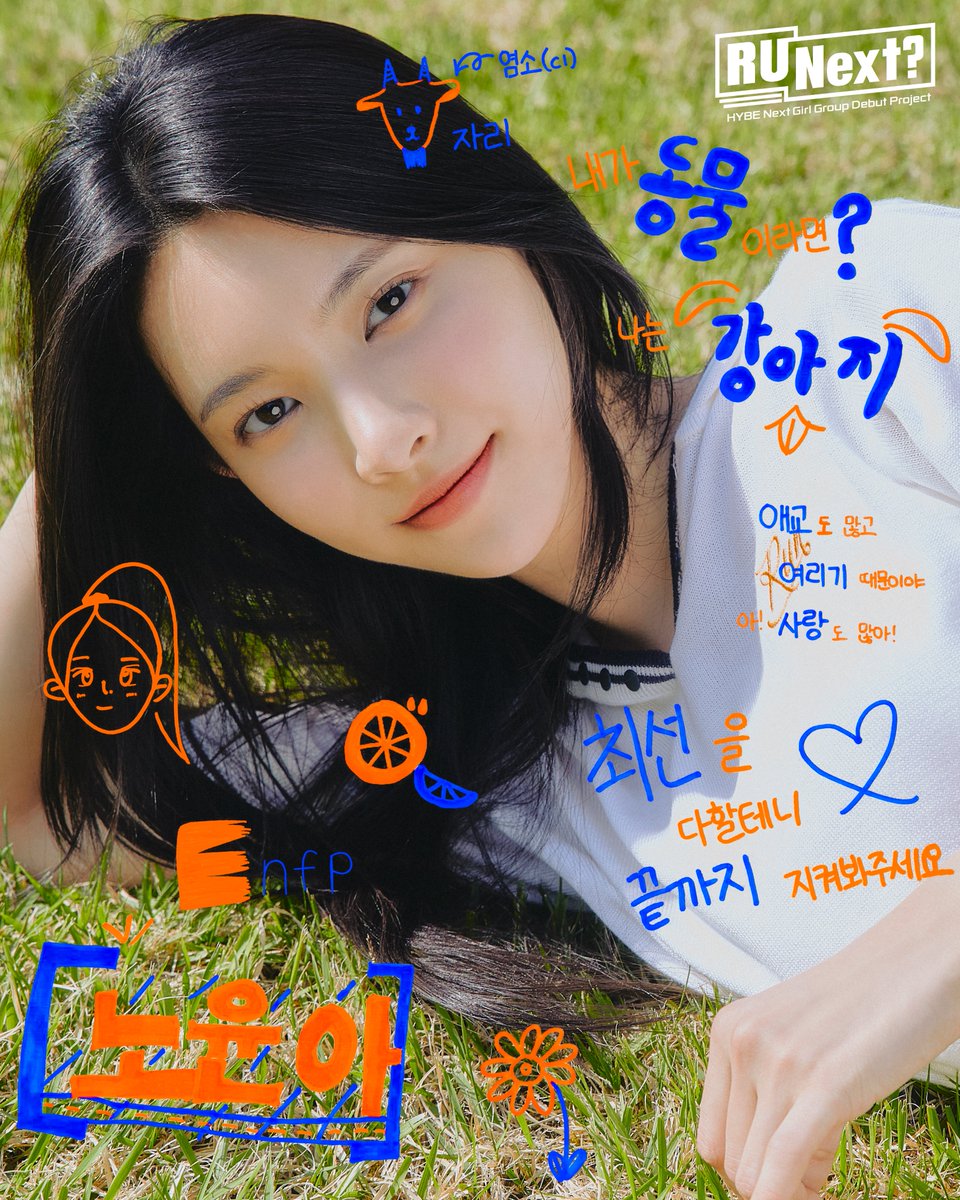 RUNext?
HYBE Next Girl Group Debut Project
염소(ci)
자리
내가 동물이라면?
나는 강아지
애교도 많고
여리기 때문이야
아! 사랑도 많아!
최선을
다할테니
끝까지 지켜봐주세요
Enfp
노윤아